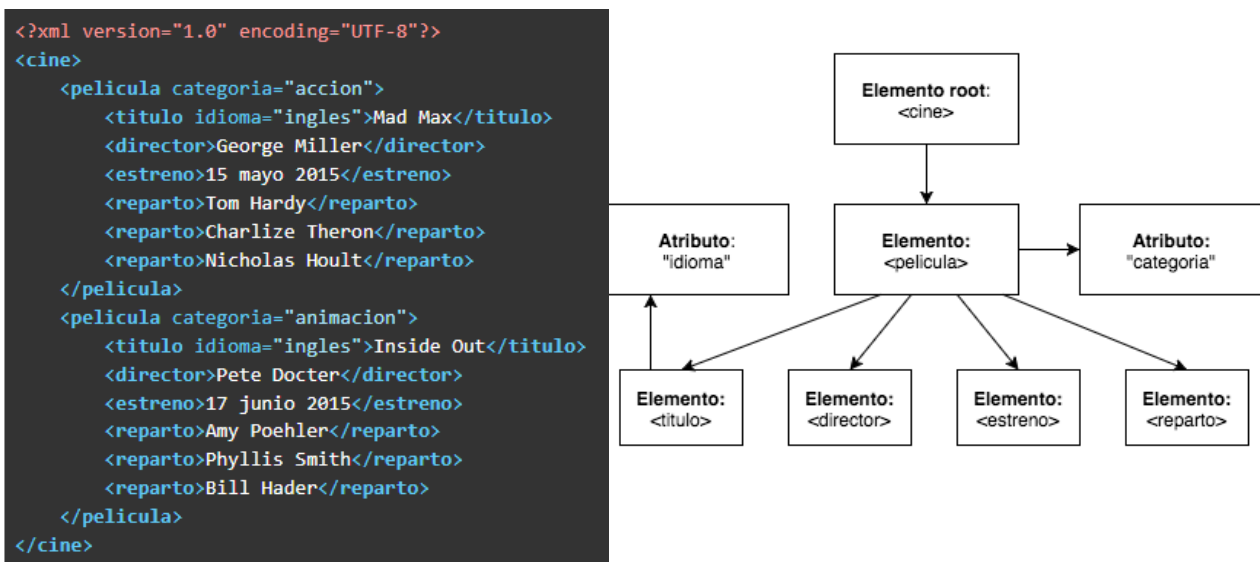 <?xml version="1.0" encoding="UTF-8"?>
<cine>
    <pelicula categoria="accion">
        <titulo idioma="ingles">Mad Max</titulo>
        <director>George Miller</director>
        <estreno>15 mayo 2015</estreno>
        <reparto>Tom Hardy</reparto>
        <reparto>Charlize Theron</reparto>
        <reparto>Nicholas Hoult</reparto>
    </pelicula>
    <pelicula categoria="animacion">
        <titulo idioma="ingles">Inside Out</titulo>
        <director>Pete Docter</director>
        <estreno>17 junio 2015</estreno>
        <reparto>Amy Poehler</reparto>
        <reparto>Phyllis Smith</reparto>
        <reparto>Bill Hader</reparto>
    </pelicula>
</cine>
Elemento root:
<cine>
Atributo:
"idioma"
Elemento:
<pelicula>
Atributo:
"categoria"
Elemento:
<titulo>
Elemento:
<director>
Elemento:
<estreno>
Elemento:
<reparto>